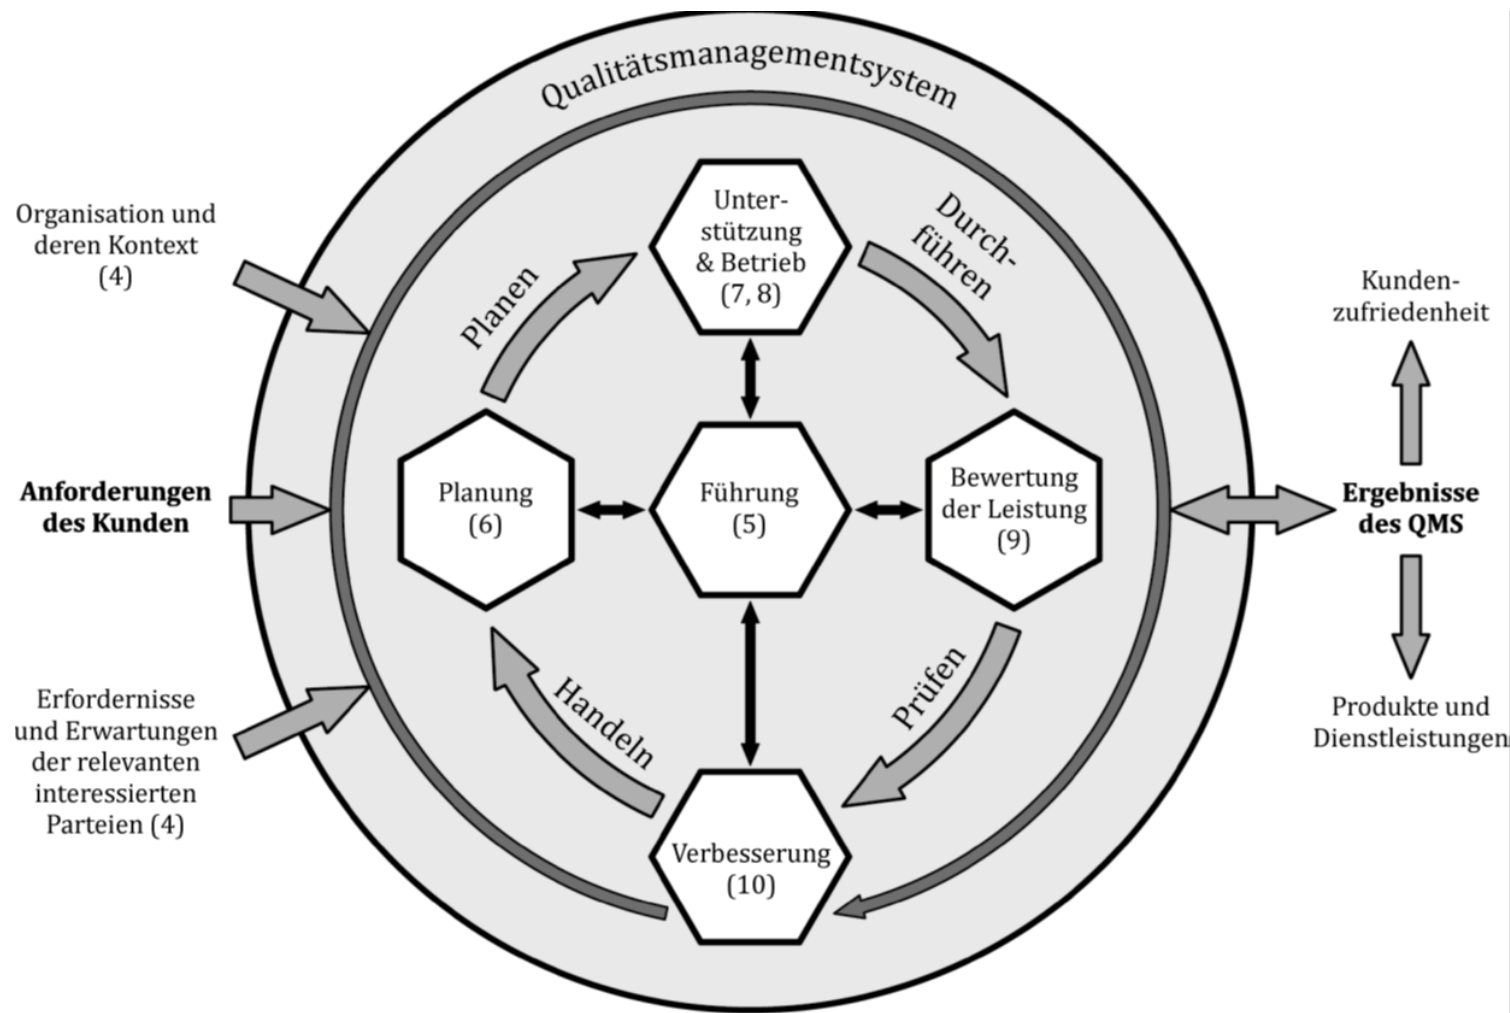 Qualitätsmanagementsystem
Organisation und
deren Kontext
(4)
Anforderungen
des Kunden
Erfordernisse
und Erwartungen
der relevanten
interessierten
Parteien (4)
Planen
Unter-
stützung
& Betrieb
(7, 8)
Durch-
führen
Planung
(6)
Führung
(5)
Bewertung
der Leistung
(9)
Handeln
Prüfen
Verbesserung
(10)
Kunden-
zufriedenheit
Ergebnisse
des QMS
Produkte und
Dienstleistungen